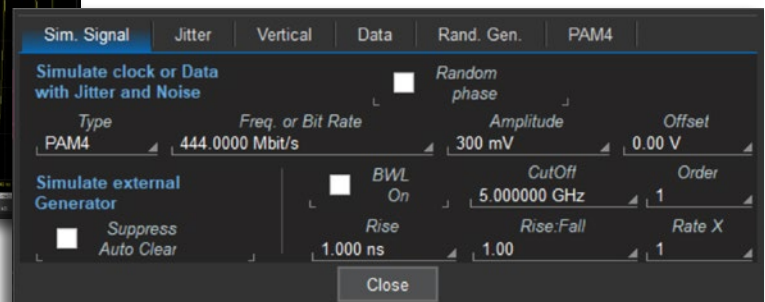 Sim. Signal Jitter Vertical Data Rand. Gen. PAM4
Simulate clock or Data
with Jitter and Noise
Random
phase
Type Freq. or Bit Rate Amplitude Offset
PAM4 444.0000 Mbit/s 300 mV 0.00 V
Simulate external
Generator
BWL
On
CutOff Order
5.000000 GHz 1
Suppress
Auto Clear
Rise Rise:Fall Rate X
1.000 ns 1.00 1
Close